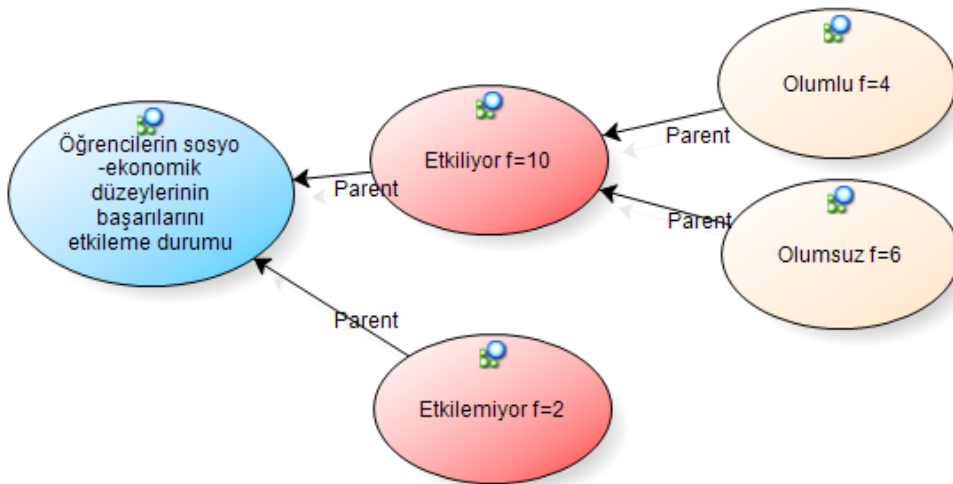 Olumlu f=4
Parent
Etkiliyor f=10
Öğrencilerin sosyo
-ekonomik
düzeylerinin
başarılarını
etkileme durumu
Parent
Parent
Olumsuz f=6
Parent
Etkilemiyor f=2